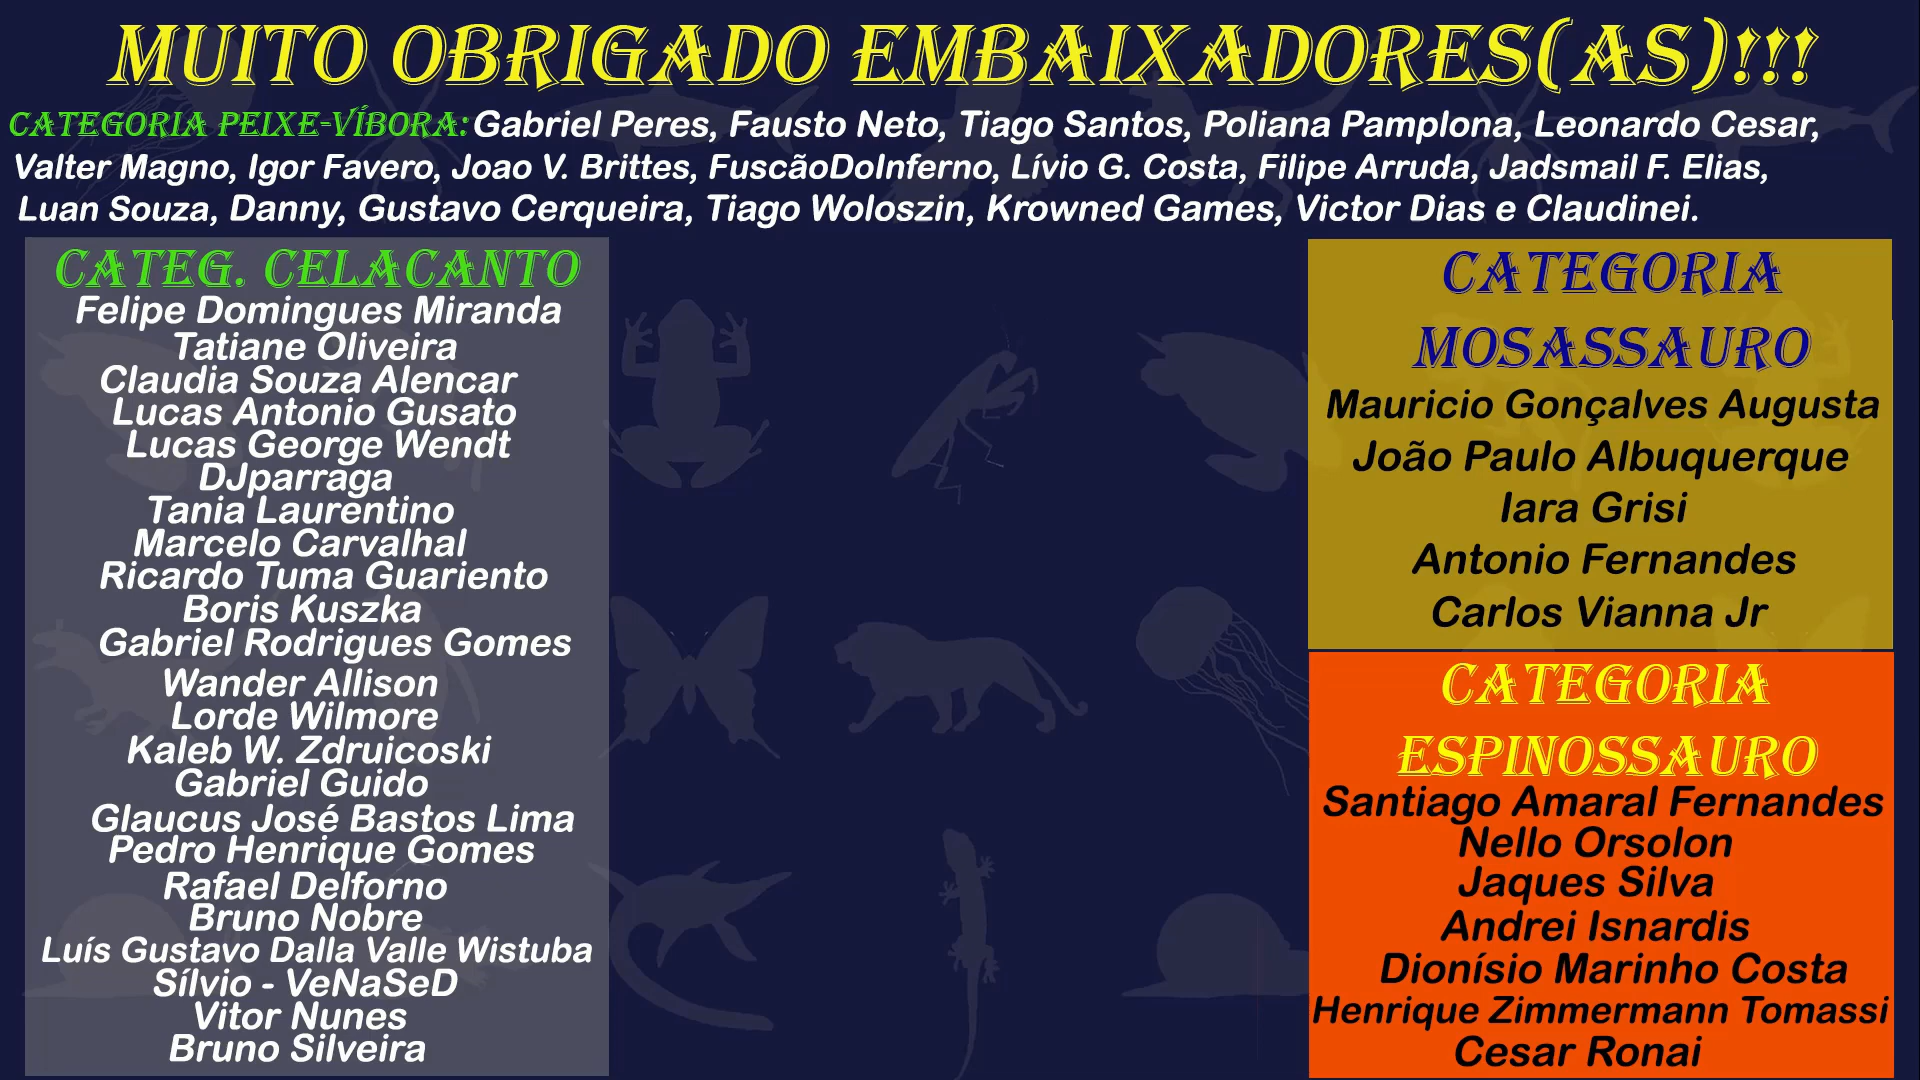 MUITO OBRIGADO EMBAIXADORES(AS)!!!
CATEGORIA PEIXE-VÍBORA: Gabriel Peres, Fausto Neto, Tiago Santos, Poliana Pamplona, Leonardo Cesar,
Valter Magno, Igor Favero, Joao V. Brittes, FuscãoDoInferno, Lívio G. Costa, Filipe Arruda, Jadsmail F. Elias,
Luan Souza, Danny, Gustavo Cerqueira, Tiago Woloszin, Krowned Games, Victor Dias e Claudinei.
CATEG. CELACANTO
Felipe Domingues Miranda
Tatiane Oliveira
Claudia Souza Alencar
Lucas Antonio Gusato
Lucas George Wendt
DJparraga
Tania Laurentino
Marcelo Carvalhal
Ricardo Tuma Guariento
Boris Kuszka
Gabriel Rodrigues Gomes
Wander Allison
Lorde Wilmore
Kaleb W. Zdruicoski
Gabriel Guido
Glaucus José Bastos Lima
Pedro Henrique Gomes
Rafael Delforno
Bruno Nobre
Luís Gustavo Dalla Valle Wistuba
Sílvio - VeNaSeD
Vitor Nunes
Bruno Silveira
CATEGORIA
MOSASSAURO
Mauricio Gonçalves Augusta
João Paulo Albuquerque
Iara Grisi
Antonio Fernandes
Carlos Vianna Jr
CATEGORIA
ESPINOSSAURO
Santiago Amaral Fernandes
Nello Orsolon
Jaques Silva
Andrei Isnardis
Dionísio Marinho Costa
Henrique Zimmermann Tomassi
Cesar Ronai